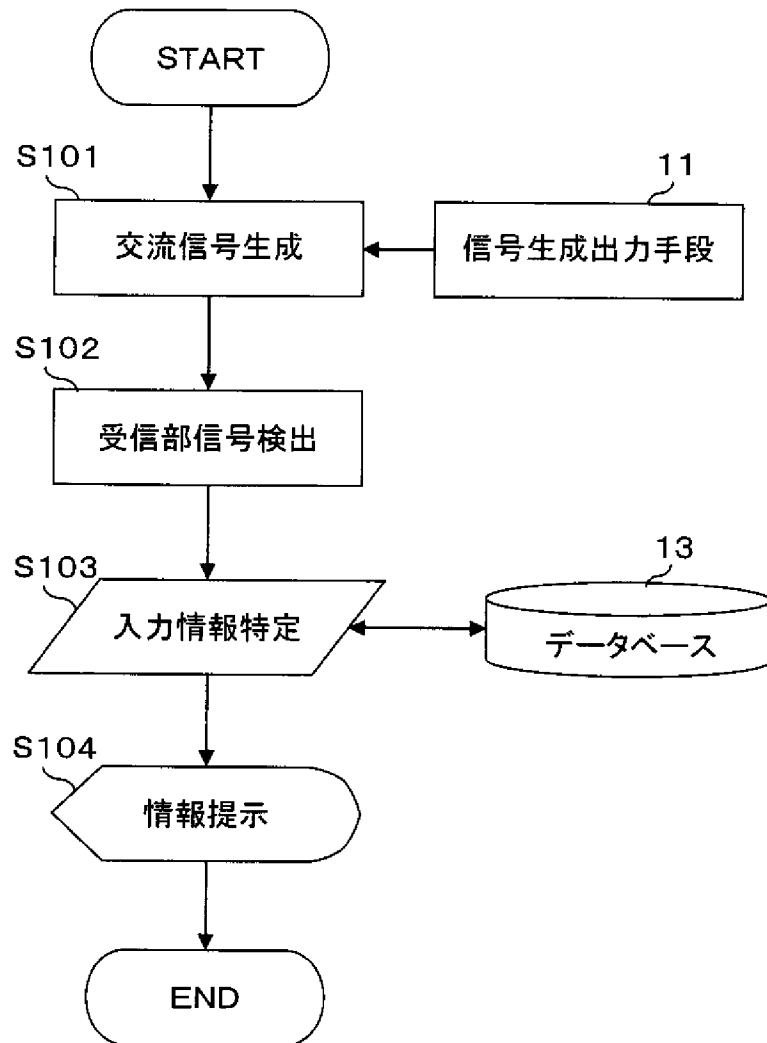 START
S101
交流信号生成
11
信号生成出力手段
S102
受信部信号検出
S103
入力情報特定
13
データベース
S104
情報提示
END